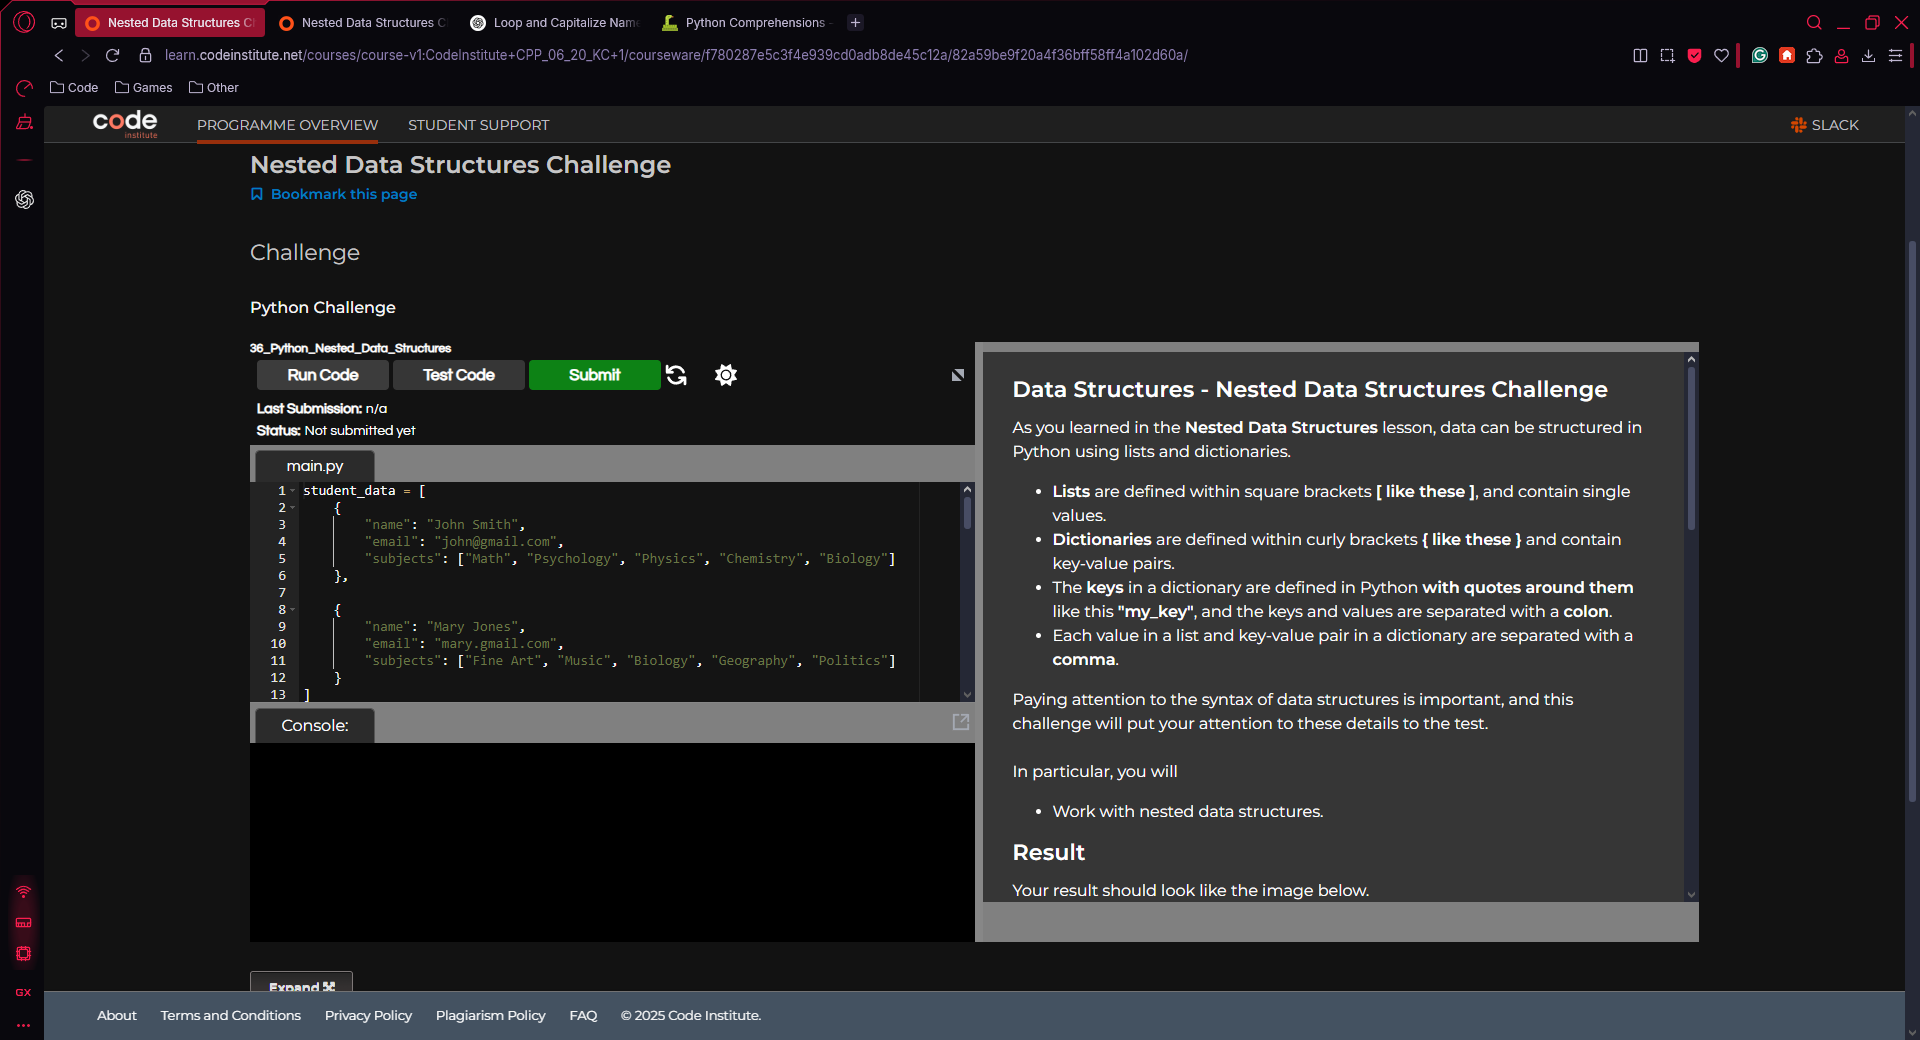 Nested Data Structures C
Nested Data Structures C
Loop and Capitalize Nam
Python Comprehensions -
learn.codeinstitute.net/courses/course-v1:CodeInstitute+CPP_06_20_KC+1/courseware/f780287e5c3f4e939cd0adb8de45c12a/82a59be9f20a4f36bff58ff4a102d60a/
Code
Games
Other
code institute
PROGRAMME OVERVIEW
STUDENT SUPPORT
SLACK
Nested Data Structures Challenge
Bookmark this page
Challenge
Python Challenge
36_Python_Nested_Data_Structures
Run Code
Test Code
Submit
Last Submission: n/a
Status: Not submitted yet
main.py
1 student_data = [
2 {
3 "name": "John Smith",
4 "email": "john@gmail.com",
5 "subjects": ["Math", "Psychology", "Physics", "Chemistry", "Biology"]
6 },
7
8 {
9 "name": "Mary Jones",
10 "email": "mary.gmail.com",
11 "subjects": ["Fine Art", "Music", "Biology", "Geography", "Politics"]
12 }
13 ]
Console:
Data Structures - Nested Data Structures Challenge
As you learned in the Nested Data Structures lesson, data can be structured in
Python using lists and dictionaries.
• Lists are defined within square brackets [ like these ], and contain single
values.
• Dictionaries are defined within curly brackets { like these } and contain
key-value pairs.
• The keys in a dictionary are defined in Python with quotes around them
like this "my_key", and the keys and values are separated with a colon.
• Each value in a list and key-value pair in a dictionary are separated with a
comma.
Paying attention to the syntax of data structures is important, and this
challenge will put your attention to these details to the test.
In particular, you will
• Work with nested data structures.
Result
Your result should look like the image below.
Expand
GX
About
Terms and Conditions
Privacy Policy
Plagiarism Policy
FAQ
© 2025 Code Institute.